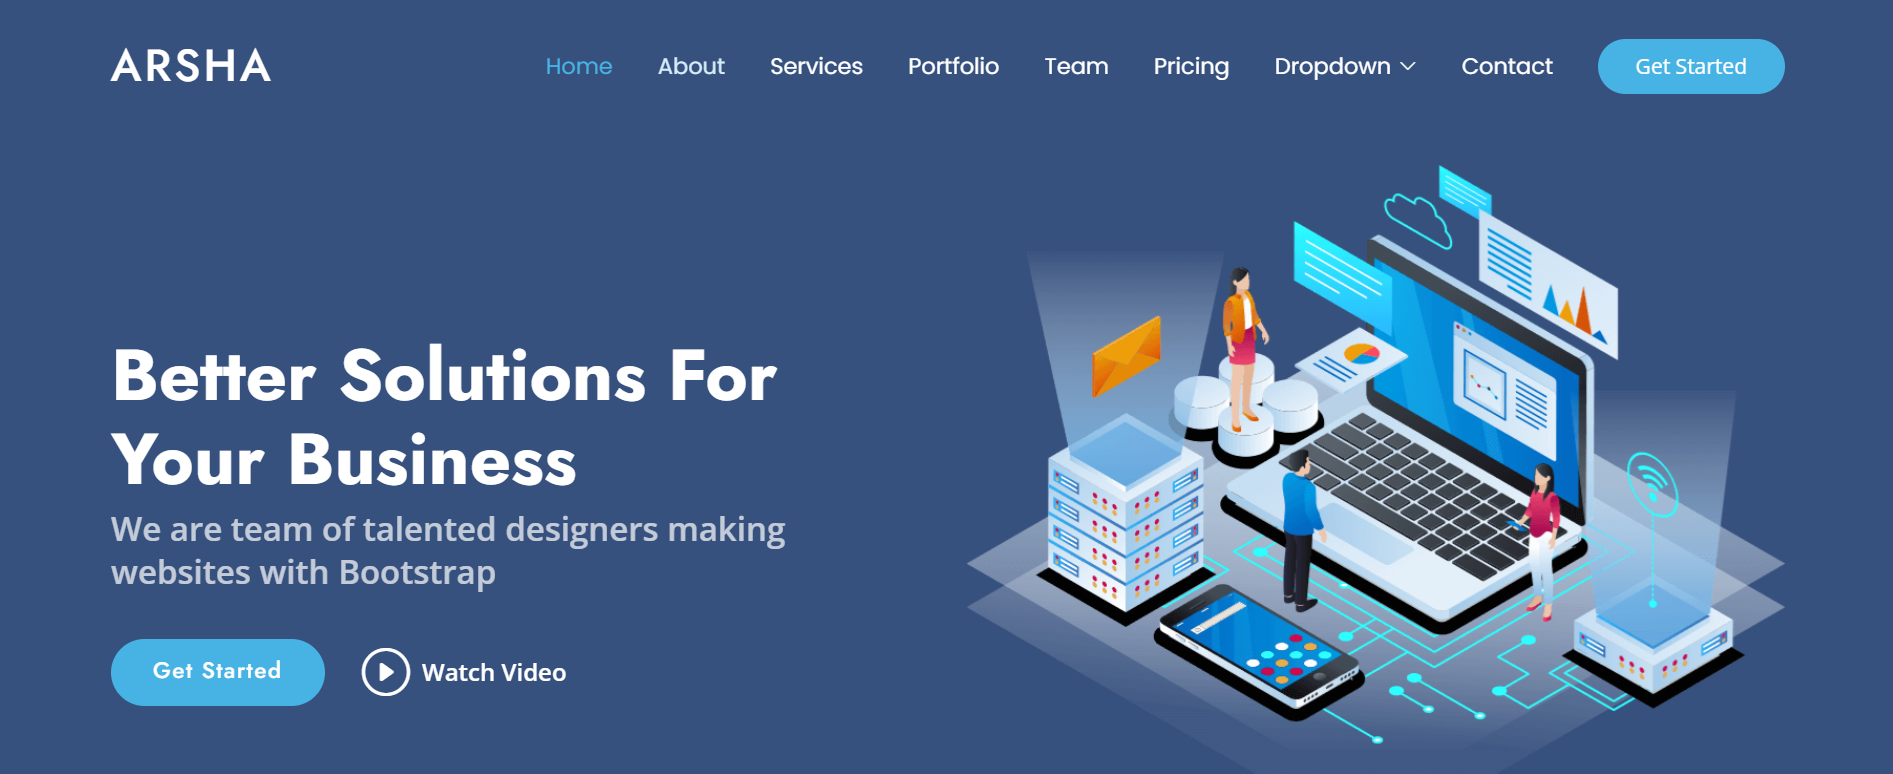 ARSHA
Home About Services Portfolio Team Pricing Dropdown Contact Get Started
Better Solutions For
Your Business
We are team of talented designers making
websites with Bootstrap
Get Started Watch Video